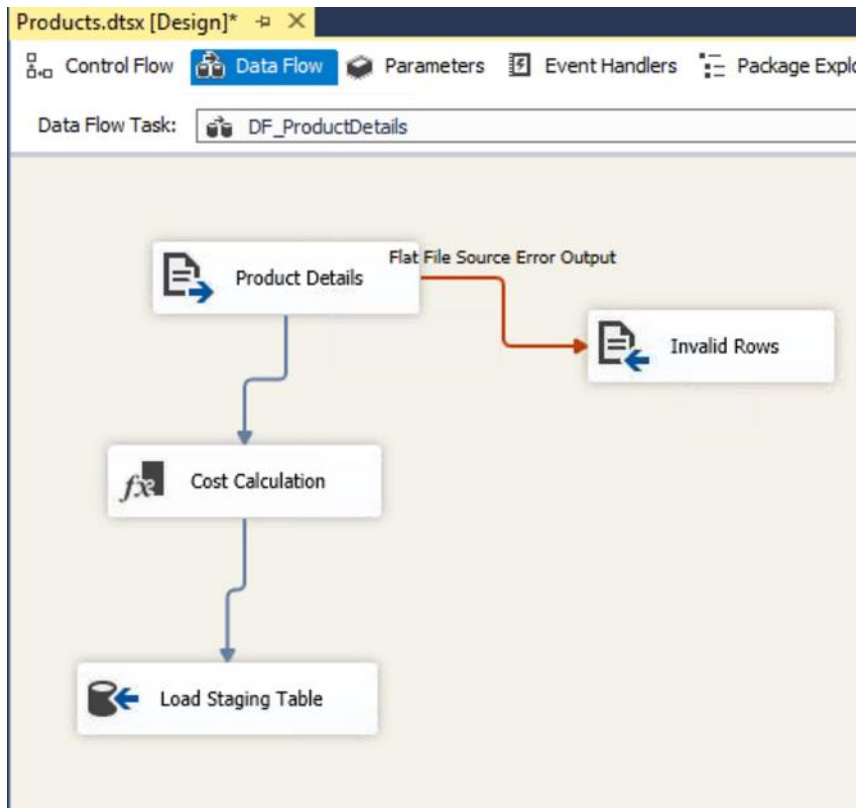 Products.dtsx [Design]*
Control Flow Data Flow Parameters Event Handlers Package Explo
Data Flow Task: DF_ProductDetails
Flat File Source Error Output
Product Details
Invalid Rows
fx Cost Calculation
Load Staging Table